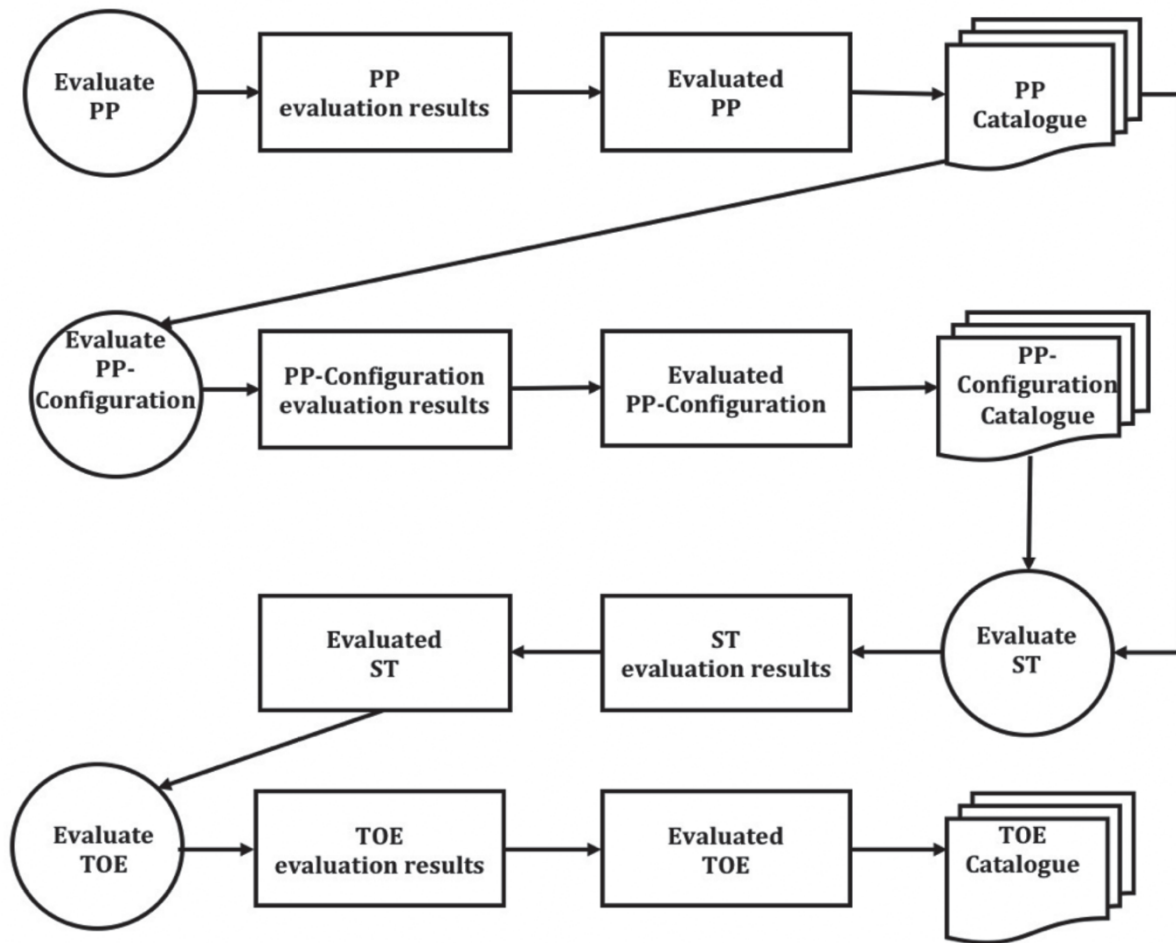 Evaluate
PP
PP
evaluation results
Evaluated
PP
PP
Catalogue
Evaluate
PP-
Configuration
PP-Configuration
evaluation results
Evaluated
PP-Configuration
PP-
Configuration
Catalogue
Evaluated
ST
ST
evaluation results
Evaluate
ST
Evaluate
TOE
TOE
evaluation results
Evaluated
TOE
TOE
Catalogue